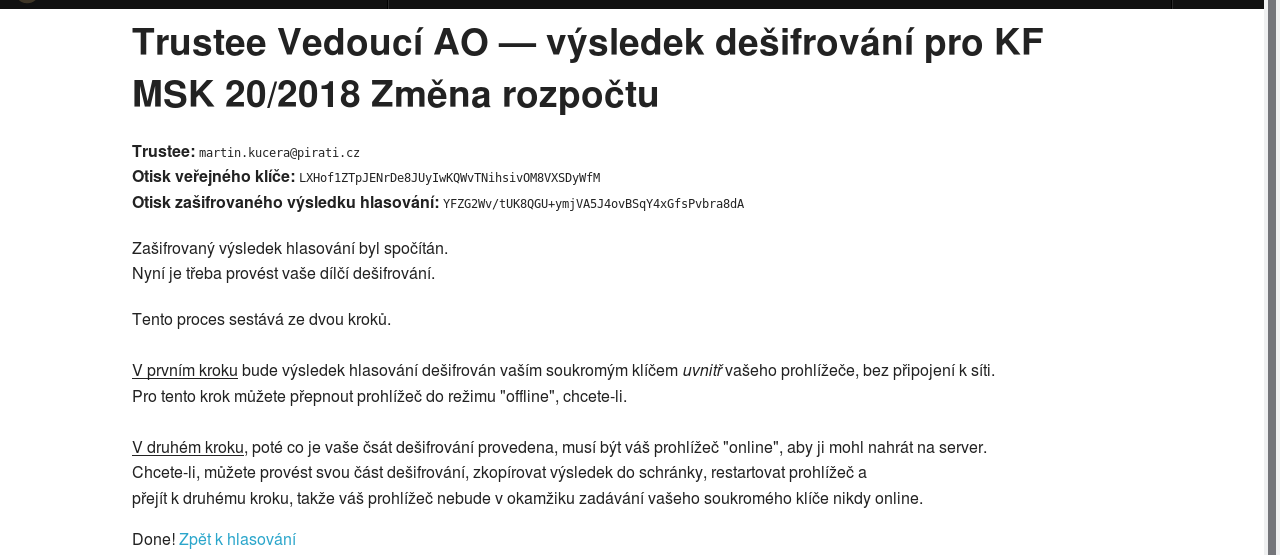 Trustee Vedoucí AO — výsledek dešifrování pro KF
MSK 20/2018 Změna rozpočtu
Trustee: martin.kucera@pirati.cz
Otisk veřejného klíče: LXHof1ZTpJENrDe8JUyIwKQWvTNihsivOM8VXSDyWfM
Otisk zašifrovaného výsledku hlasování: YFZG2Wv/tUK8QGU+ymjVA5J4ovBSqY4xGfsPvbra8dA
Zašifrovaný výsledek hlasování byl spočítán.
Nyní je třeba provést vaše dílčí dešifrování.
Tento proces sestává ze dvou kroků.
V prvním kroku bude výsledek hlasování dešifrován vaším soukromým klíčem uvnitř vašeho prohlížeče, bez připojení k síti.
Pro tento krok můžete přepnout prohlížeč do režimu "offline", chcete-li.
V druhém kroku, poté co je vaše čsát dešifrování provedena, musí být váš prohlížeč "online", aby ji mohl nahrát na server.
Chcete-li, můžete provést svou část dešifrování, zkopírovat výsledek do schránky, restartovat prohlížeč a
přejít k druhému kroku, takže váš prohlížeč nebude v okamžiku zadávání vašeho soukromého klíče nikdy online.
Done! Zpět k hlasování